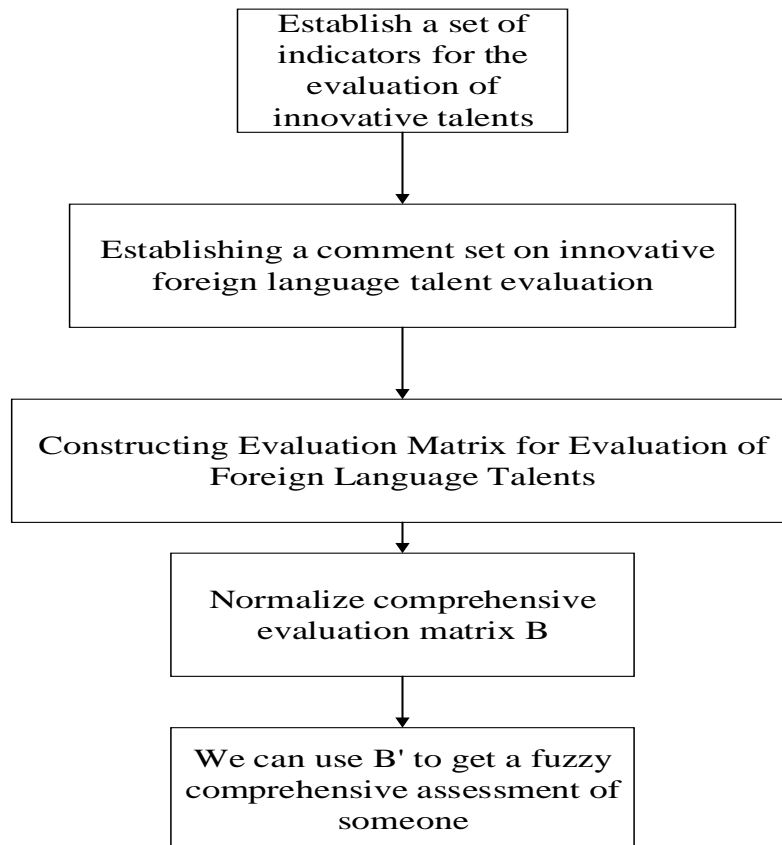 Establish a set of
indicators for the
evaluation of
innovative talents
Establishing a comment set on innovative
foreign language talent evaluation
Constructing Evaluation Matrix for Evaluation of
Foreign Language Talents
Normalize comprehensive
evaluation matrix B
We can use B' to get a fuzzy
comprehensive assessment of
someone